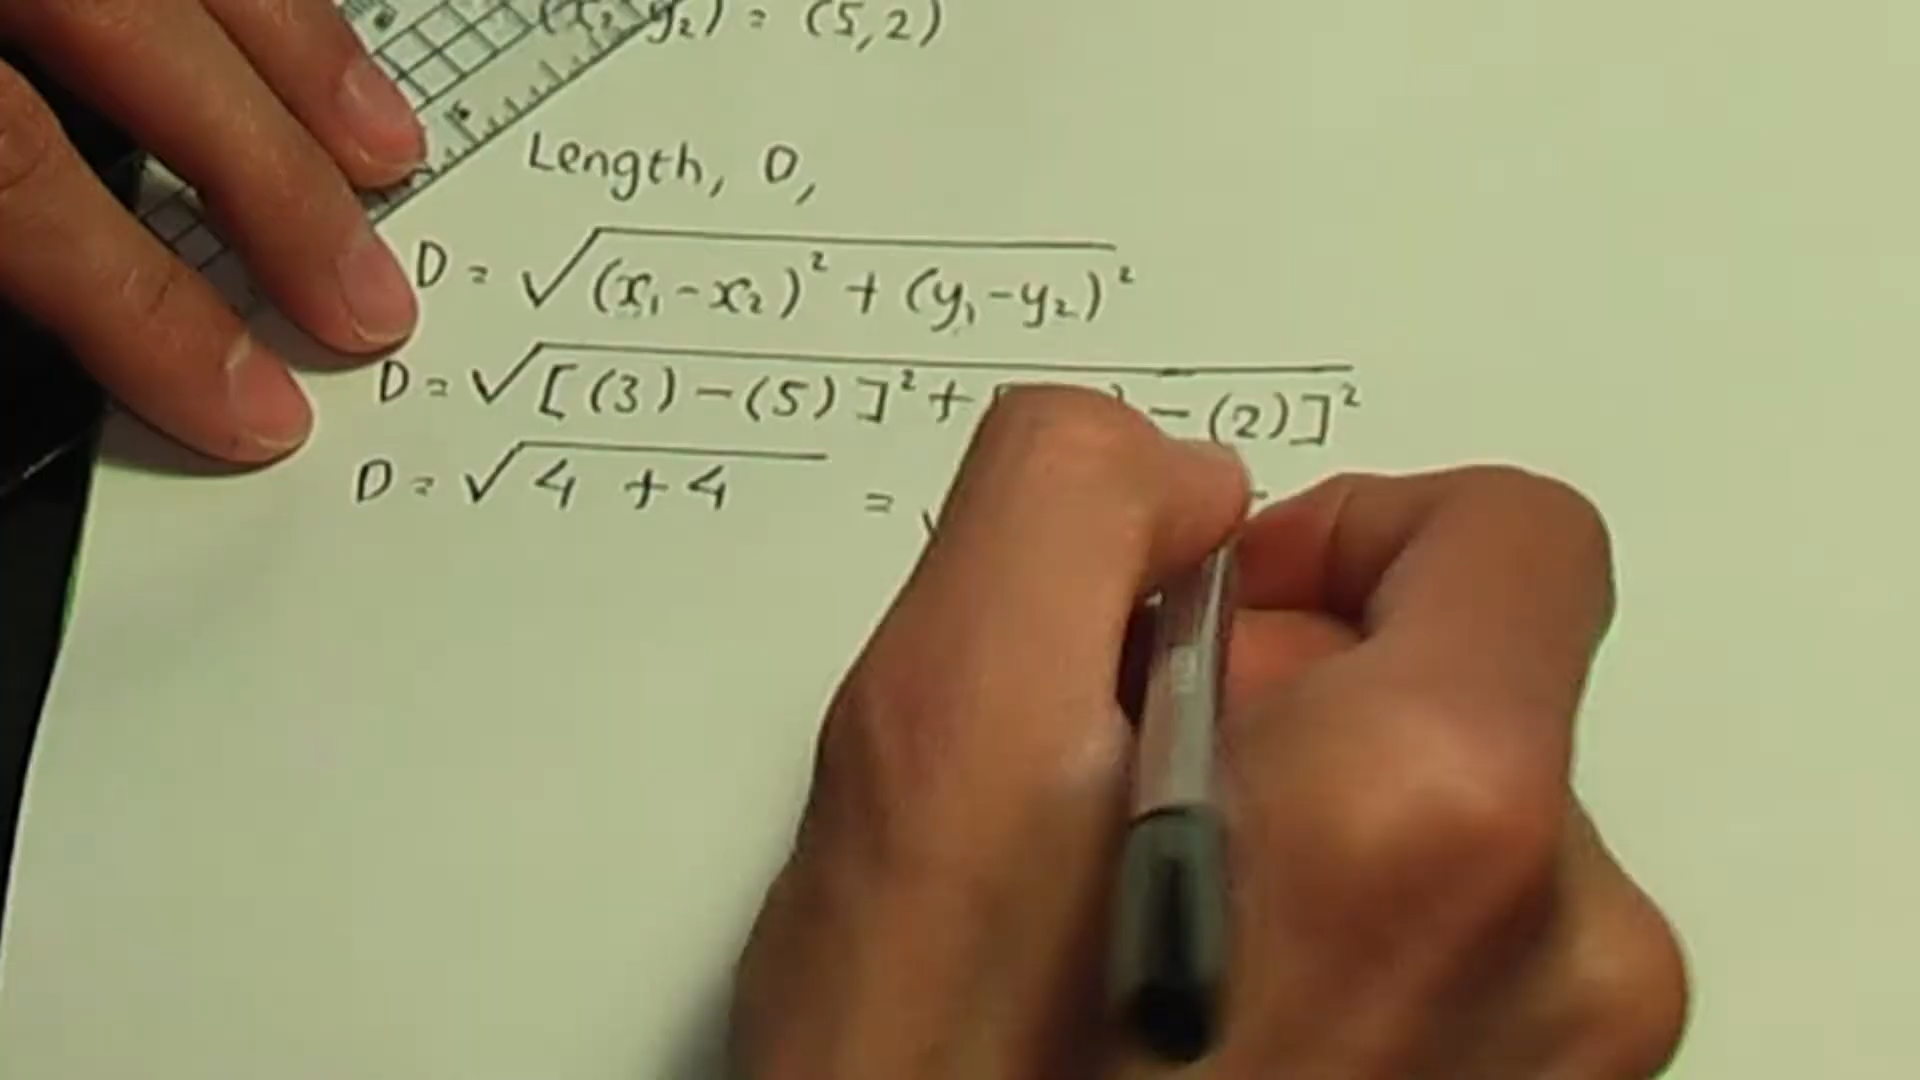 (x₂, y₂) = (5,2)
Length, D,
D = √(x₁-x₂)² + (y₁-y₂)²
D = √[(3)-(5)]² + -(2)]²
D = √4 + 4 =